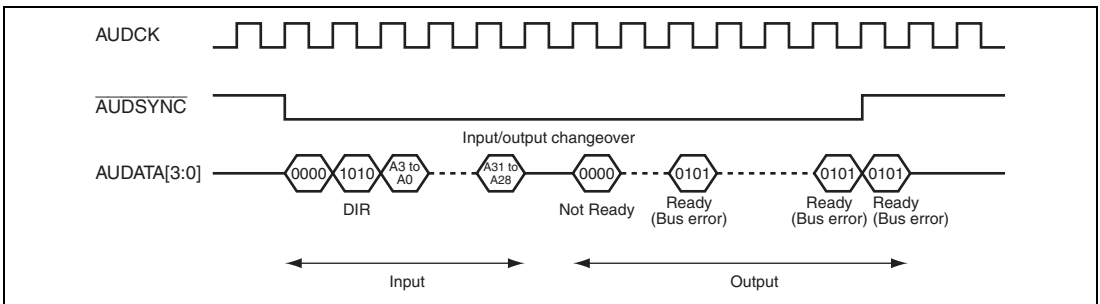 AUDCK
AUDSYNC
Input/output changeover
AUDATA[3:0]
0000 1010 A3 to A0 A31 to A28 0000 0101 0101 0101
DIR
Not Ready
Ready
(Bus error)
Ready
(Bus error)
Ready
(Bus error)
Input
Output